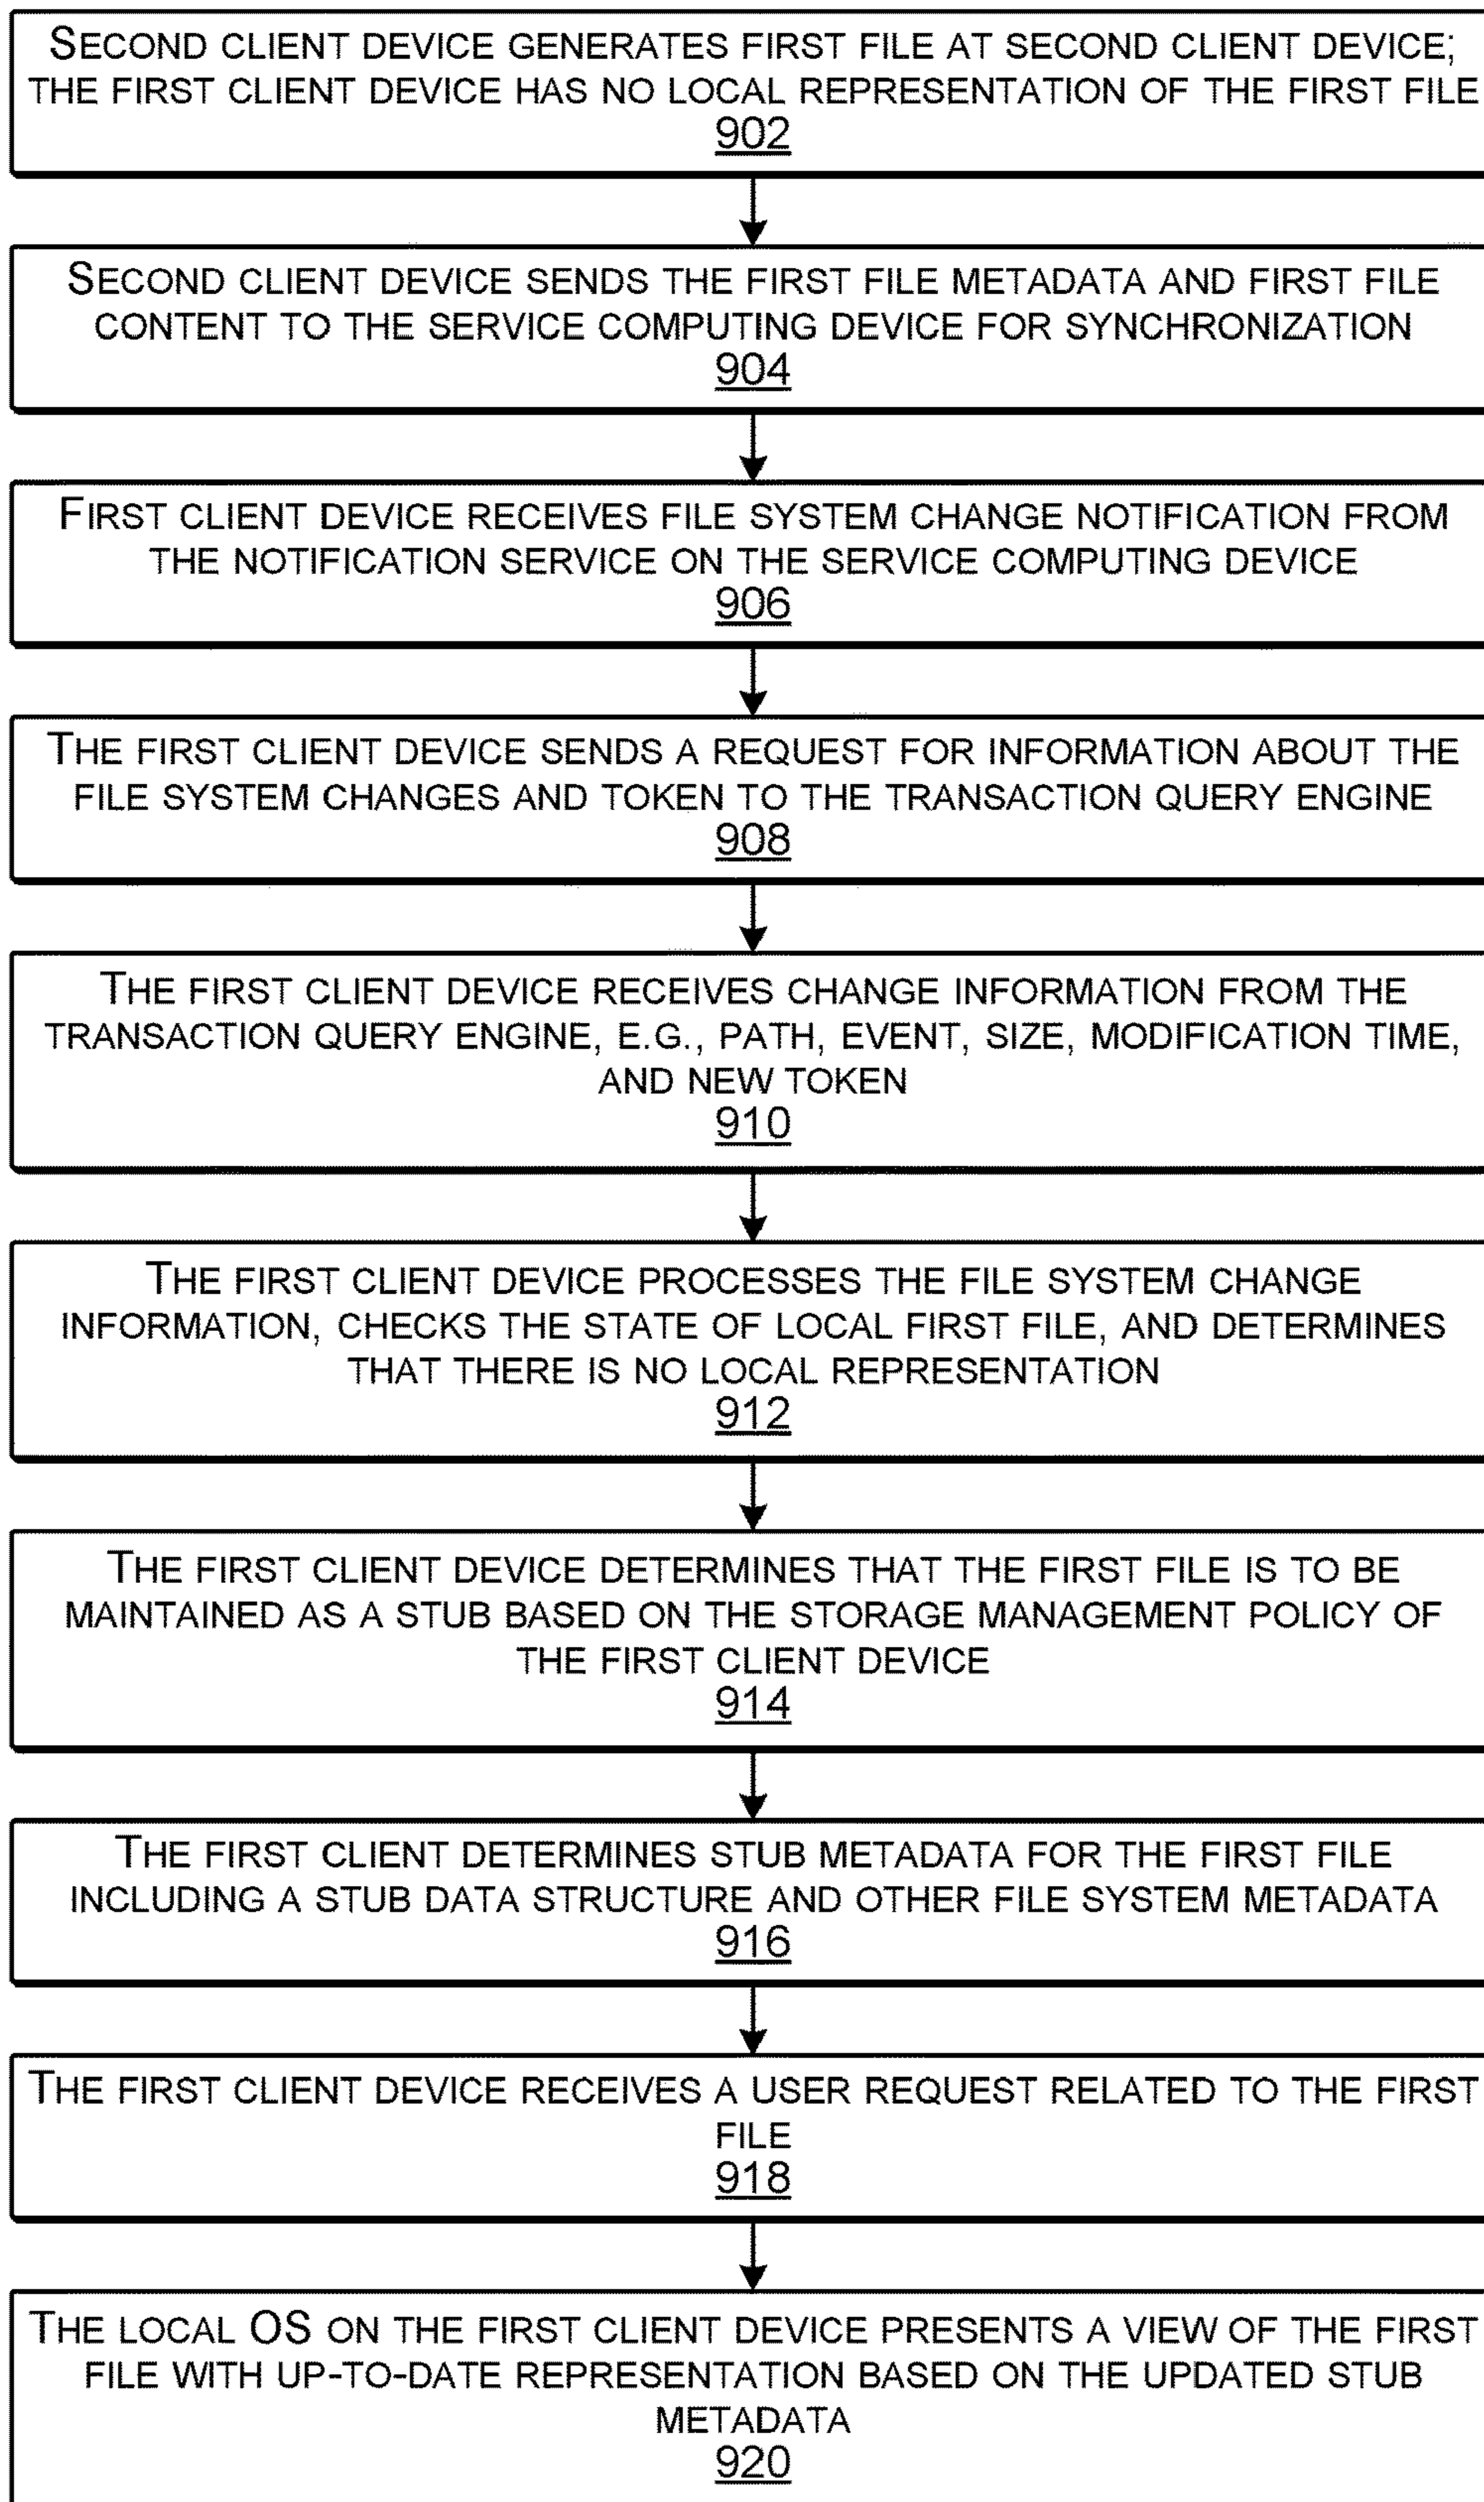 SECOND CLIENT DEVICE GENERATES FIRST FILE AT SECOND CLIENT DEVICE;
THE FIRST CLIENT DEVICE HAS NO LOCAL REPRESENTATION OF THE FIRST FILE
902
SECOND CLIENT DEVICE SENDS THE FIRST FILE METADATA AND FIRST FILE
CONTENT TO THE SERVICE COMPUTING DEVICE FOR SYNCHRONIZATION
904
FIRST CLIENT DEVICE RECEIVES FILE SYSTEM CHANGE NOTIFICATION FROM
THE NOTIFICATION SERVICE ON THE SERVICE COMPUTING DEVICE
906
THE FIRST CLIENT DEVICE SENDS A REQUEST FOR INFORMATION ABOUT THE
FILE SYSTEM CHANGES AND TOKEN TO THE TRANSACTION QUERY ENGINE
908
THE FIRST CLIENT DEVICE RECEIVES CHANGE INFORMATION FROM THE
TRANSACTION QUERY ENGINE, E.G., PATH, EVENT, SIZE, MODIFICATION TIME,
AND NEW TOKEN
910
THE FIRST CLIENT DEVICE PROCESSES THE FILE SYSTEM CHANGE
INFORMATION, CHECKS THE STATE OF LOCAL FIRST FILE, AND DETERMINES
THAT THERE IS NO LOCAL REPRESENTATION
912
THE FIRST CLIENT DEVICE DETERMINES THAT THE FIRST FILE IS TO BE
MAINTAINED AS A STUB BASED ON THE STORAGE MANAGEMENT POLICY OF
THE FIRST CLIENT DEVICE
914
THE FIRST CLIENT DETERMINES STUB METADATA FOR THE FIRST FILE
INCLUDING A STUB DATA STRUCTURE AND OTHER FILE SYSTEM METADATA
916
THE FIRST CLIENT DEVICE RECEIVES A USER REQUEST RELATED TO THE FIRST
FILE
918
THE LOCAL OS ON THE FIRST CLIENT DEVICE PRESENTS A VIEW OF THE FIRST
FILE WITH UP-TO-DATE REPRESENTATION BASED ON THE UPDATED STUB
METADATA
920